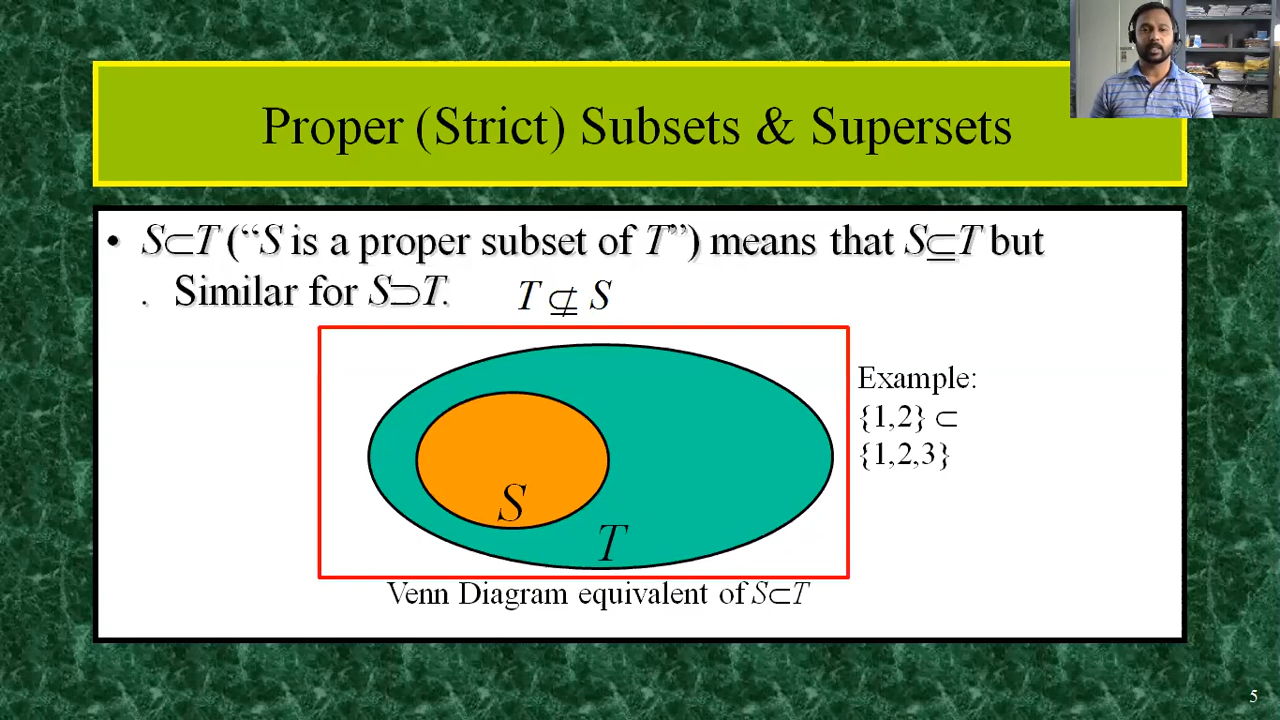 Proper (Strict) Subsets & Supersets
• S⊂T (“S is a proper subset of T”) means that S⊆T but
. Similar for S⊃T. T ⊈ S
Example:
{1,2} ⊂
{1,2,3}
S
T
Venn Diagram equivalent of S⊂T
5